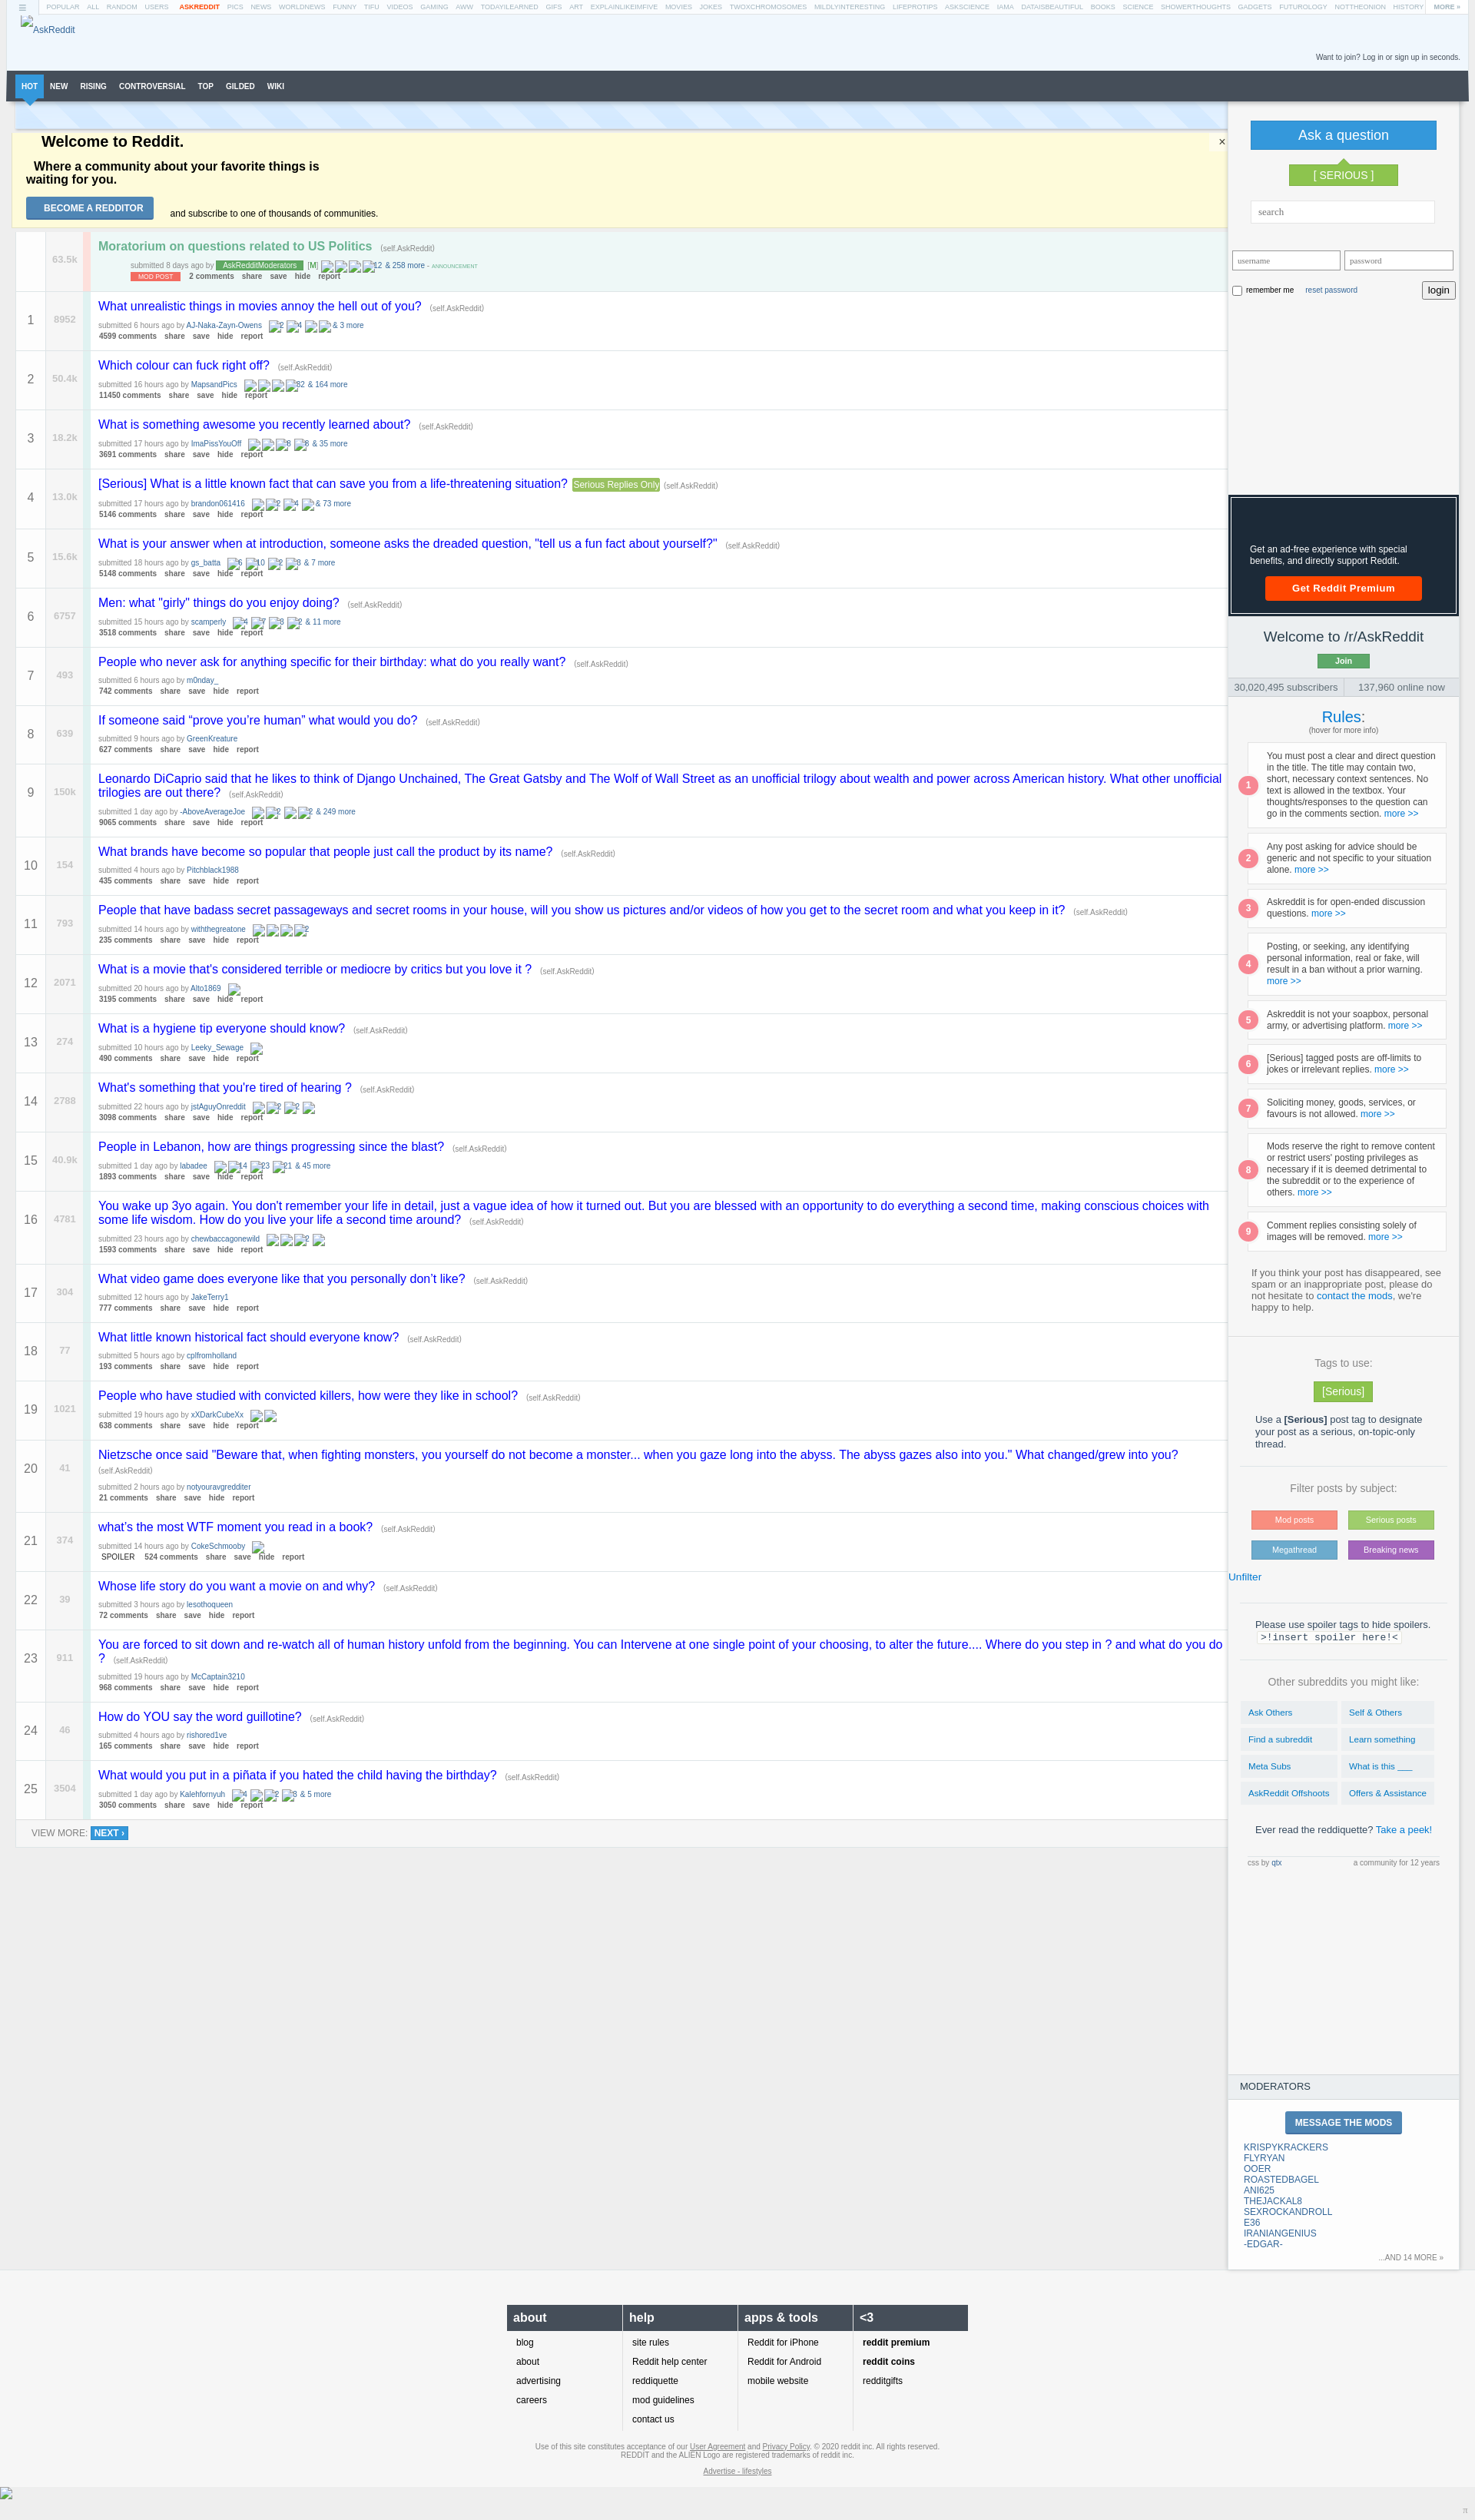 ≡ POPULAR ALL RANDOM USERS ASKREDDIT PICS NEWS WORLDNEWS FUNNY TIFU VIDEOS GAMING AWW TODAYILEARNED GIFS ART EXPLAINLIKEIMFIVE MOVIES JOKES TWOXCHROMOSOMES MILDLYINTERESTING LIFEPROTIPS ASKSCIENCE IAMA DATAISBEAUTIFUL BOOKS SCIENCE SHOWERTHOUGHTS GADGETS FUTUROLOGY NOTTHEONION HISTORY MORE »
AskReddit
Want to join? Log in or sign up in seconds.
HOT NEW RISING CONTROVERSIAL TOP GILDED WIKI
Welcome to Reddit.
×
Where a community about your favorite things is
waiting for you.
BECOME A REDDITOR and subscribe to one of thousands of communities.
63.5k
Moratorium on questions related to US Politics (self.AskReddit)
submitted 8 days ago by AskRedditModerators [M] 12 & 258 more - ANNOUNCEMENT
MOD POST 2 comments share save hide report
1 8952
What unrealistic things in movies annoy the hell out of you? (self.AskReddit)
submitted 6 hours ago by AJ-Naka-Zayn-Owens 2 4 & 3 more
4599 comments share save hide report
2 50.4k
Which colour can fuck right off? (self.AskReddit)
submitted 16 hours ago by MapsandPics 32 & 164 more
11450 comments share save hide report
3 18.2k
What is something awesome you recently learned about? (self.AskReddit)
submitted 17 hours ago by ImaPissYouOff 3 3 & 35 more
3691 comments share save hide report
4 13.0k
[Serious] What is a little known fact that can save you from a life-threatening situation? Serious Replies Only (self.AskReddit)
submitted 17 hours ago by brandon061416 2 4 & 73 more
5146 comments share save hide report
5 15.6k
What is your answer when at introduction, someone asks the dreaded question, "tell us a fun fact about yourself?" (self.AskReddit)
submitted 18 hours ago by gs_batta 6 10 2 3 & 7 more
5148 comments share save hide report
6 6757
Men: what "girly" things do you enjoy doing? (self.AskReddit)
submitted 15 hours ago by scamperly 4 7 3 2 & 11 more
3518 comments share save hide report
7 493
People who never ask for anything specific for their birthday: what do you really want? (self.AskReddit)
submitted 6 hours ago by m0nday_
742 comments share save hide report
8 639
If someone said “prove you’re human” what would you do? (self.AskReddit)
submitted 9 hours ago by GreenKreature
627 comments share save hide report
9 150k
Leonardo DiCaprio said that he likes to think of Django Unchained, The Great Gatsby and The Wolf of Wall Street as an unofficial trilogy about wealth and power across American history. What other unofficial
trilogies are out there? (self.AskReddit)
submitted 1 day ago by -AboveAverageJoe 2 2 & 249 more
9065 comments share save hide report
10 154
What brands have become so popular that people just call the product by its name? (self.AskReddit)
submitted 4 hours ago by Pitchblack1988
435 comments share save hide report
11 793
People that have badass secret passageways and secret rooms in your house, will you show us pictures and/or videos of how you get to the secret room and what you keep in it? (self.AskReddit)
submitted 14 hours ago by withthegreatone 2
235 comments share save hide report
12 2071
What is a movie that's considered terrible or mediocre by critics but you love it ? (self.AskReddit)
submitted 20 hours ago by Alto1869
3195 comments share save hide report
13 274
What is a hygiene tip everyone should know? (self.AskReddit)
submitted 10 hours ago by Leeky_Sewage
490 comments share save hide report
14 2788
What's something that you're tired of hearing ? (self.AskReddit)
submitted 22 hours ago by jstAguyOnreddit 2 2
3098 comments share save hide report
15 40.9k
People in Lebanon, how are things progressing since the blast? (self.AskReddit)
submitted 1 day ago by labadee 14 23 21 & 45 more
1893 comments share save hide report
16 4781
You wake up 3yo again. You don't remember your life in detail, just a vague idea of how it turned out. But you are blessed with an opportunity to do everything a second time, making conscious choices with
some life wisdom. How do you live your life a second time around? (self.AskReddit)
submitted 23 hours ago by chewbaccagonewild 2
1593 comments share save hide report
17 304
What video game does everyone like that you personally don’t like? (self.AskReddit)
submitted 12 hours ago by JakeTerry1
777 comments share save hide report
18 77
What little known historical fact should everyone know? (self.AskReddit)
submitted 5 hours ago by cplfromholland
193 comments share save hide report
19 1021
People who have studied with convicted killers, how were they like in school? (self.AskReddit)
submitted 19 hours ago by xXDarkCubeXx
638 comments share save hide report
20 41
Nietzsche once said "Beware that, when fighting monsters, you yourself do not become a monster... when you gaze long into the abyss. The abyss gazes also into you." What changed/grew into you?
(self.AskReddit)
submitted 2 hours ago by notyouravgredditer
21 comments share save hide report
21 374
what’s the most WTF moment you read in a book? (self.AskReddit)
submitted 14 hours ago by CokeSchmooby
SPOILER 524 comments share save hide report
22 39
Whose life story do you want a movie on and why? (self.AskReddit)
submitted 3 hours ago by lesothoqueen
72 comments share save hide report
23 911
You are forced to sit down and re-watch all of human history unfold from the beginning. You can Intervene at one single point of your choosing, to alter the future.... Where do you step in ? and what do you do
? (self.AskReddit)
submitted 19 hours ago by McCaptain3210
968 comments share save hide report
24 46
How do YOU say the word guillotine? (self.AskReddit)
submitted 4 hours ago by rishored1ve
165 comments share save hide report
25 3504
What would you put in a piñata if you hated the child having the birthday? (self.AskReddit)
submitted 1 day ago by Kalehfornyuh 4 2 3 & 5 more
3050 comments share save hide report
VIEW MORE: NEXT ›
Ask a question
[ SERIOUS ]
search
username password
remember me reset password login
Get an ad-free experience with special
benefits, and directly support Reddit.
Get Reddit Premium
Welcome to /r/AskReddit
Join
30,020,495 subscribers 137,960 online now
Rules:
(hover for more info)
1 You must post a clear and direct question
in the title. The title may contain two,
short, necessary context sentences. No
text is allowed in the textbox. Your
thoughts/responses to the question can
go in the comments section. more >>
2 Any post asking for advice should be
generic and not specific to your situation
alone. more >>
3 Askreddit is for open-ended discussion
questions. more >>
4 Posting, or seeking, any identifying
personal information, real or fake, will
result in a ban without a prior warning.
more >>
5 Askreddit is not your soapbox, personal
army, or advertising platform. more >>
6 [Serious] tagged posts are off-limits to
jokes or irrelevant replies. more >>
7 Soliciting money, goods, services, or
favours is not allowed. more >>
8 Mods reserve the right to remove content
or restrict users' posting privileges as
necessary if it is deemed detrimental to
the subreddit or to the experience of
others. more >>
9 Comment replies consisting solely of
images will be removed. more >>
If you think your post has disappeared, see
spam or an inappropriate post, please do
not hesitate to contact the mods, we're
happy to help.
Tags to use:
[Serious]
Use a [Serious] post tag to designate
your post as a serious, on-topic-only
thread.
Filter posts by subject:
Mod posts Serious posts
Megathread Breaking news
Unfilter
Please use spoiler tags to hide spoilers.
>!insert spoiler here!<
Other subreddits you might like:
Ask Others Self & Others
Find a subreddit Learn something
Meta Subs What is this ___
AskReddit Offshoots Offers & Assistance
Ever read the reddiquette? Take a peek!
css by qtx a community for 12 years
MODERATORS
MESSAGE THE MODS
KRISPYKRACKERS
FLYRYAN
OOER
ROASTEDBAGEL
ANI625
THEJACKAL8
SEXROCKANDROLL
E36
IRANIANGENIUS
-EDGAR-
...AND 14 MORE »
about help apps & tools <3
blog site rules Reddit for iPhone reddit premium
about Reddit help center Reddit for Android reddit coins
advertising reddiquette mobile website redditgifts
careers mod guidelines
contact us
Use of this site constitutes acceptance of our User Agreement and Privacy Policy. © 2020 reddit inc. All rights reserved.
REDDIT and the ALIEN Logo are registered trademarks of reddit inc.
Advertise - lifestyles
π